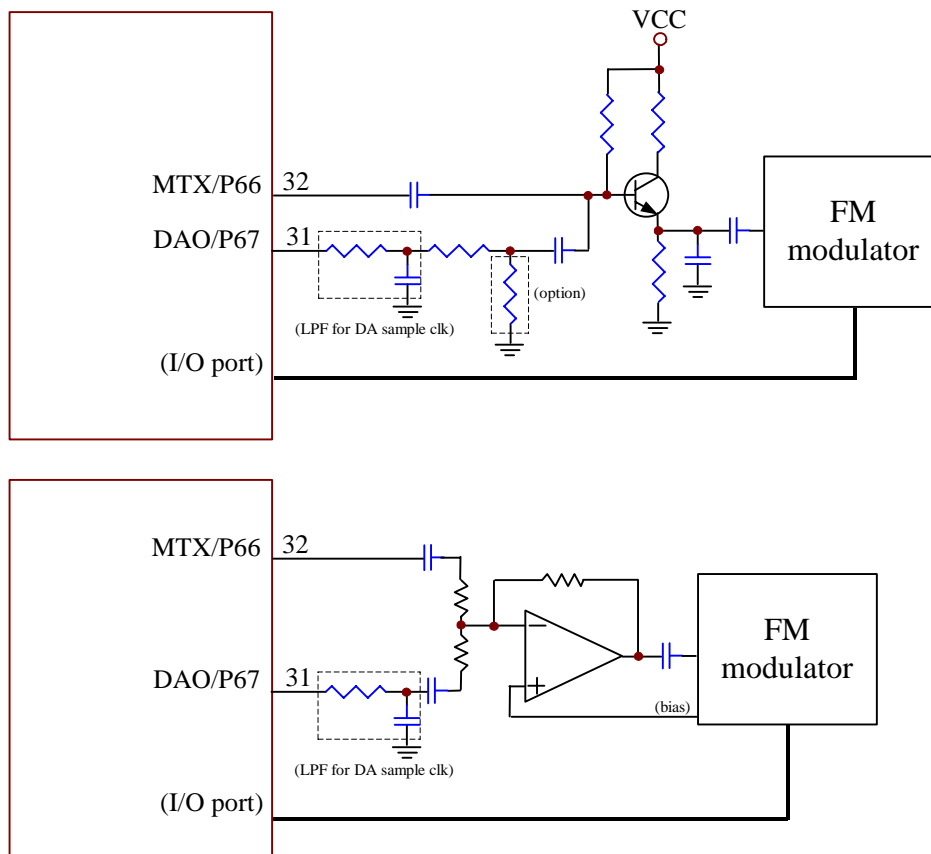 VCC
MTX/P66
32
DAO/P67
31
FM
modulator
(option)
(LPF for DA sample clk)
(I/O port)
MTX/P66
32
FM
modulator
DAO/P67
31
(bias)
(LPF for DA sample clk)
(I/O port)